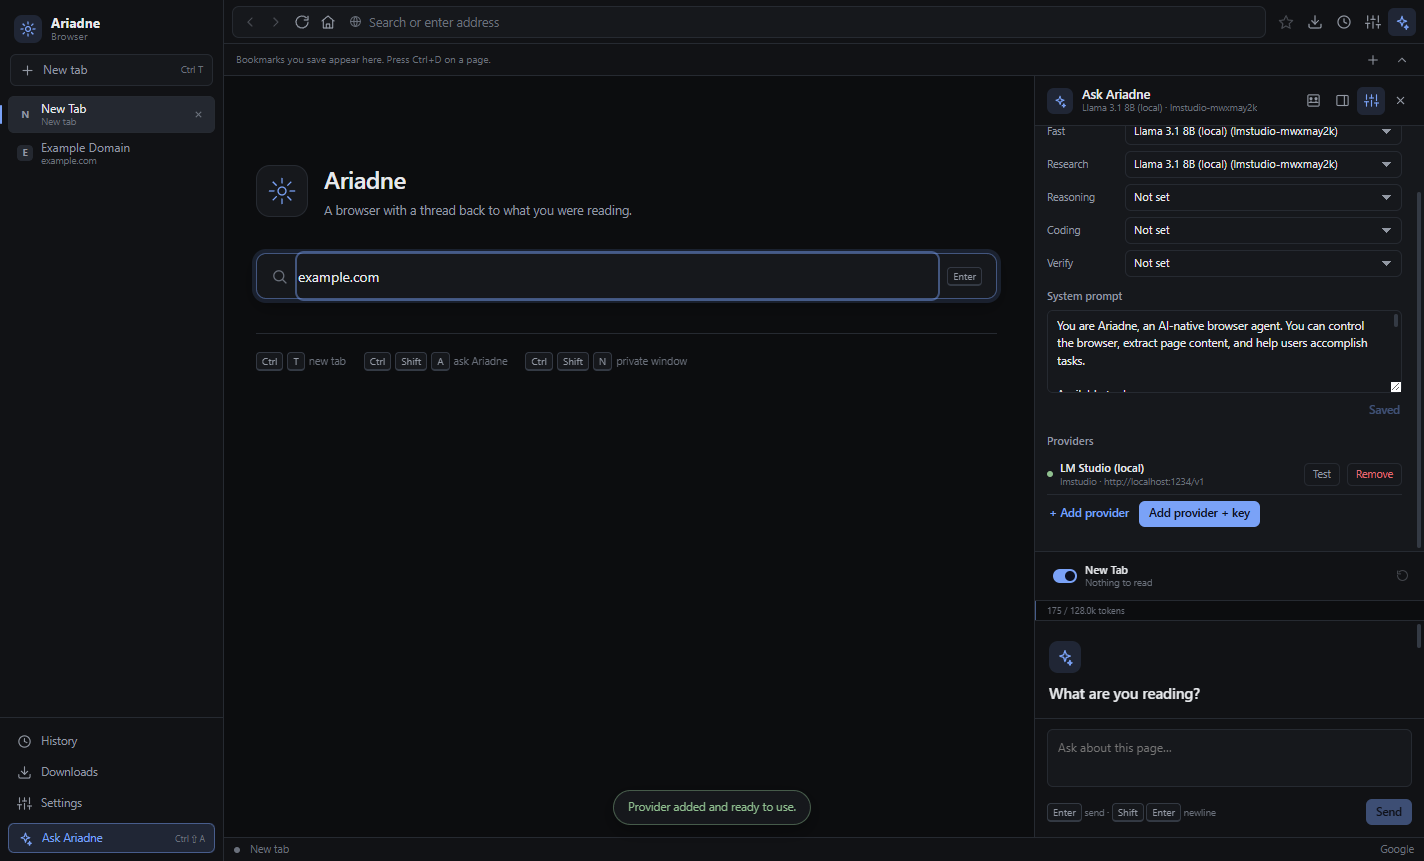 Ariadne
Browser
New tab
Ctrl T
N
New Tab
New tab
E
Example Domain
example.com
History
Downloads
Settings
Ask Ariadne
Ctrl ⇧ A
Search or enter address
Bookmarks you save appear here. Press Ctrl+D on a page.
Ariadne
A browser with a thread back to what you were reading.
example.com
Enter
Ctrl T new tab Ctrl Shift A ask Ariadne Ctrl Shift N private window
Provider added and ready to use.
Ask Ariadne
Llama 3.1 8B (local) · lmstudio-mwxmay2k
Fast Llama 3.1 8B (local) (lmstudio-mwxmay2k)
Research Llama 3.1 8B (local) (lmstudio-mwxmay2k)
Reasoning Not set
Coding Not set
Verify Not set
System prompt
You are Ariadne, an AI-native browser agent. You can control
the browser, extract page content, and help users accomplish
tasks.
Saved
Providers
LM Studio (local)
lmstudio · http://localhost:1234/v1
Test
Remove
+ Add provider
Add provider + key
New Tab
Nothing to read
175 / 128.0k tokens
What are you reading?
Ask about this page...
Enter send · Shift Enter newline
Send
New tab
Google